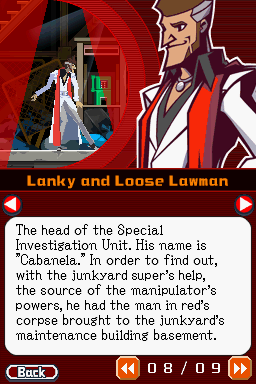 Lanky and Loose Lawman
The head of the Special
Investigation Unit. His name is
"Cabanela." In order to find out,
with the junkyard super's help,
the source of the manipulator's
powers, he had the man in red's
corpse brought to the junkyard's
maintenance building basement.
Back 08/09